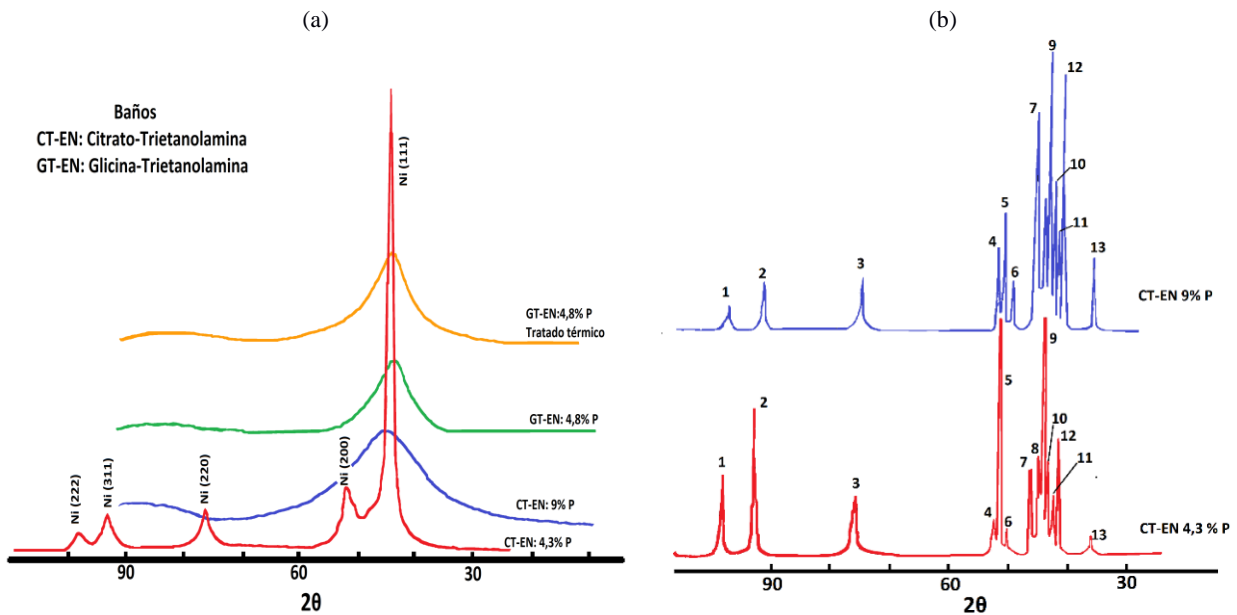 (a)
Baños
CT-EN: Citrato-Trietanolamina
GT-EN: Glicina-Trietanolamina
Ni (111)
GT-EN:4,8% P
Tratado térmico
GT-EN: 4,8% P
Ni (222)
Ni (311)
Ni (220)
Ni (200)
CT-EN: 9% P
CT-EN: 4,3% P
90
60
30
2θ
(b)
9
12
7
10
5
11
4
13
6
3
2
1
CT-EN 9% P
9
5
2
10
12
8
11
7
1
3
4
6
13
CT-EN 4,3 % P
90
60
30
2θ